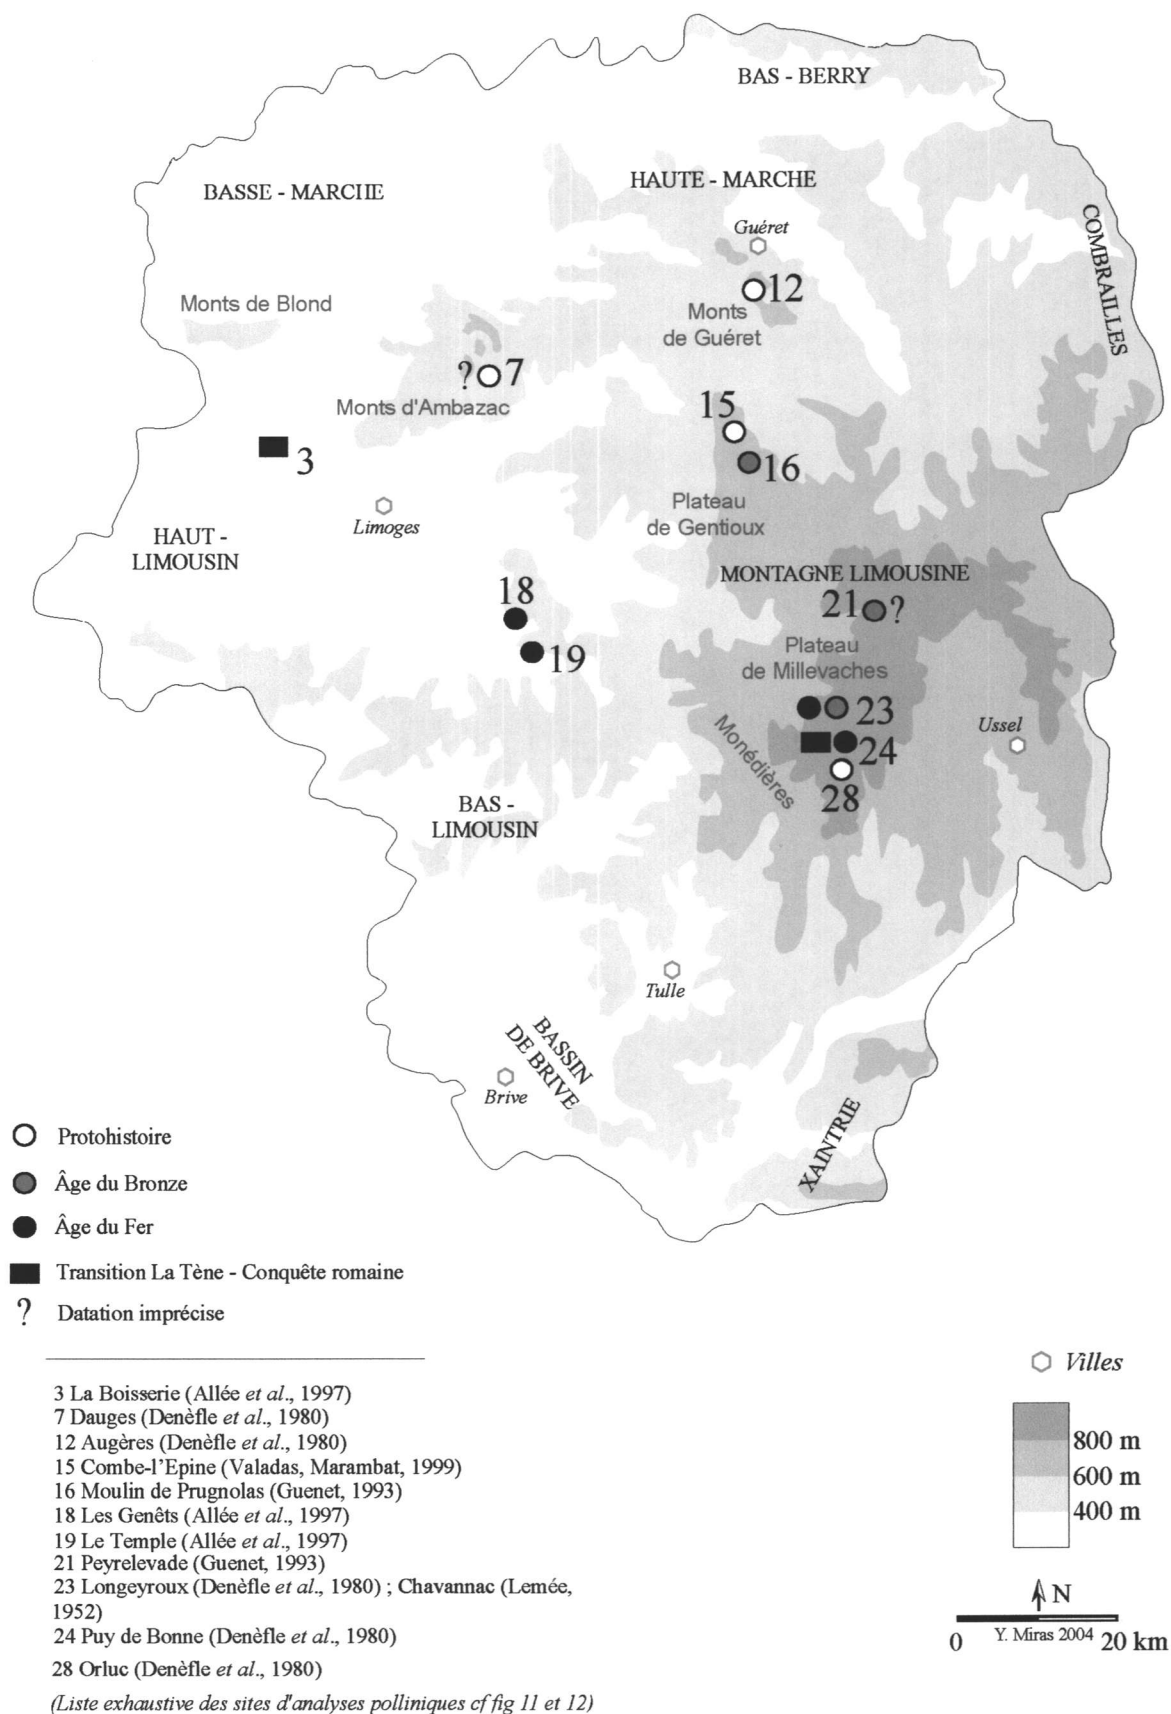 BAS - BERRY
BASSE - MARCHE
HAUTE - MARCHE
COMBRAILLES
Guéret
12
Monts
de Guéret
Monts de Blond
? 7
Monts d'Ambazac
15
16
3
Plateau
de Gentioux
Limoges
HAUT -
LIMOUSIN
MONTAGNE LIMOUSINE
18
21 ?
19
Plateau
de Millevaches
23
Monédières
24
Ussel
28
BAS -
LIMOUSIN
Tulle
BASSIN
DE BRIVE
Brive
XAINTRIE
Protohistoire
Âge du Bronze
Âge du Fer
Transition La Tène - Conquête romaine
? Datation imprécise
3 La Boisserie (Allée et al., 1997)
7 Dauges (Denèfle et al., 1980)
12 Augères (Denèfle et al., 1980)
15 Combe-l'Epine (Valadas, Marambat, 1999)
16 Moulin de Prugnolas (Guenet, 1993)
18 Les Genêts (Allée et al., 1997)
19 Le Temple (Allée et al., 1997)
21 Peyrelevade (Guenet, 1993)
23 Longeyroux (Denèfle et al., 1980) ; Chavannac (Lemée,
1952)
24 Puy de Bonne (Denèfle et al., 1980)
28 Orluc (Denèfle et al., 1980)
(Liste exhaustive des sites d'analyses polliniques cf fig 11 et 12)
Villes
800 m
600 m
400 m
N
Y. Miras 2004
0 20 km